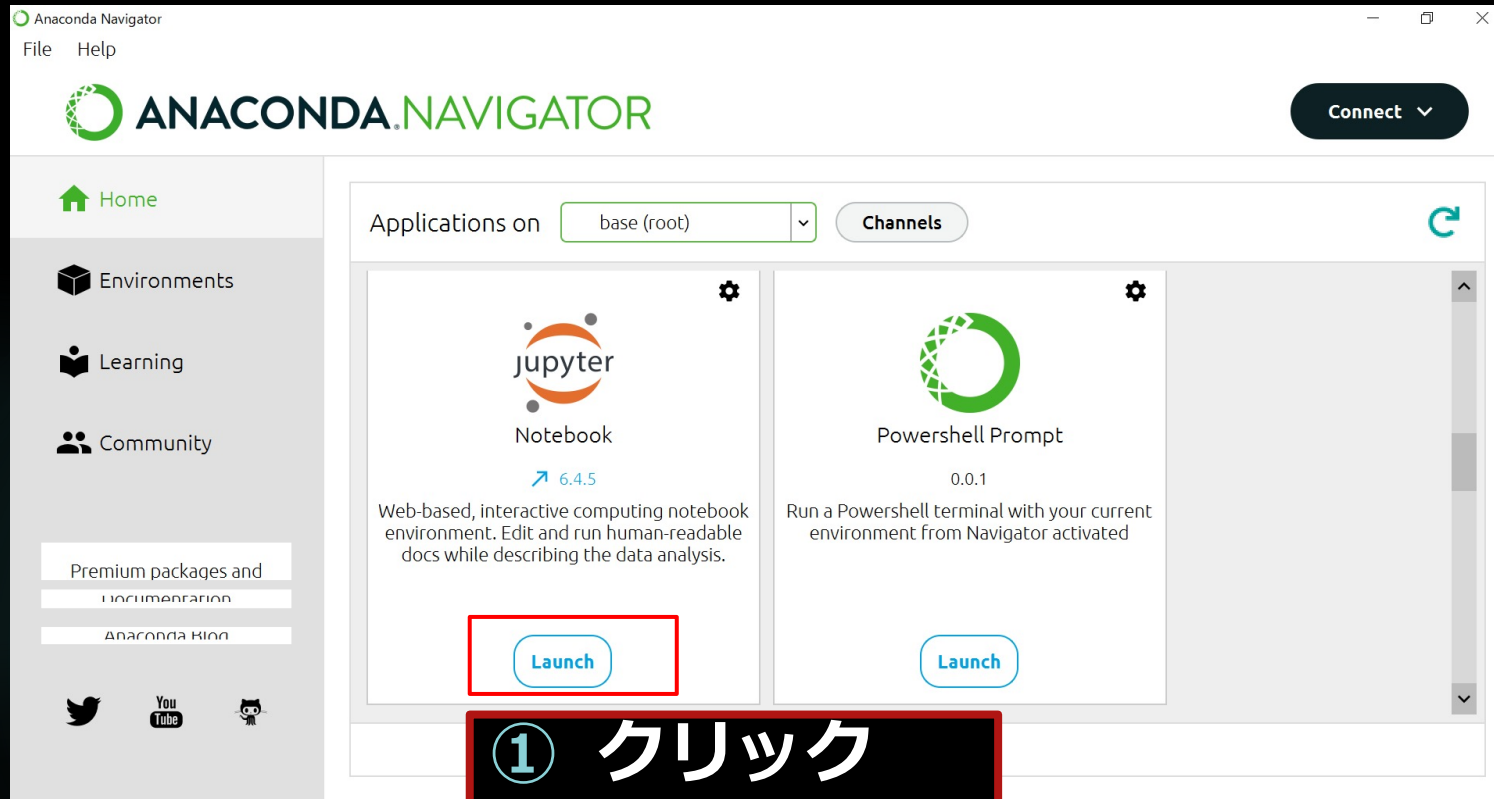 Anaconda Navigator
File Help
ANACONDA.NAVIGATOR
Connect
Home
Applications on base (root) Channels
Environments
Learning
Community
jupyter
Notebook
6.4.5
Web-based, interactive computing notebook
environment. Edit and run human-readable
docs while describing the data analysis.
Launch
Powershell Prompt
0.0.1
Run a Powershell terminal with your current
environment from Navigator activated
Launch
Premium packages and
Documentation
Anaconda Blog
You
Tube
① クリック